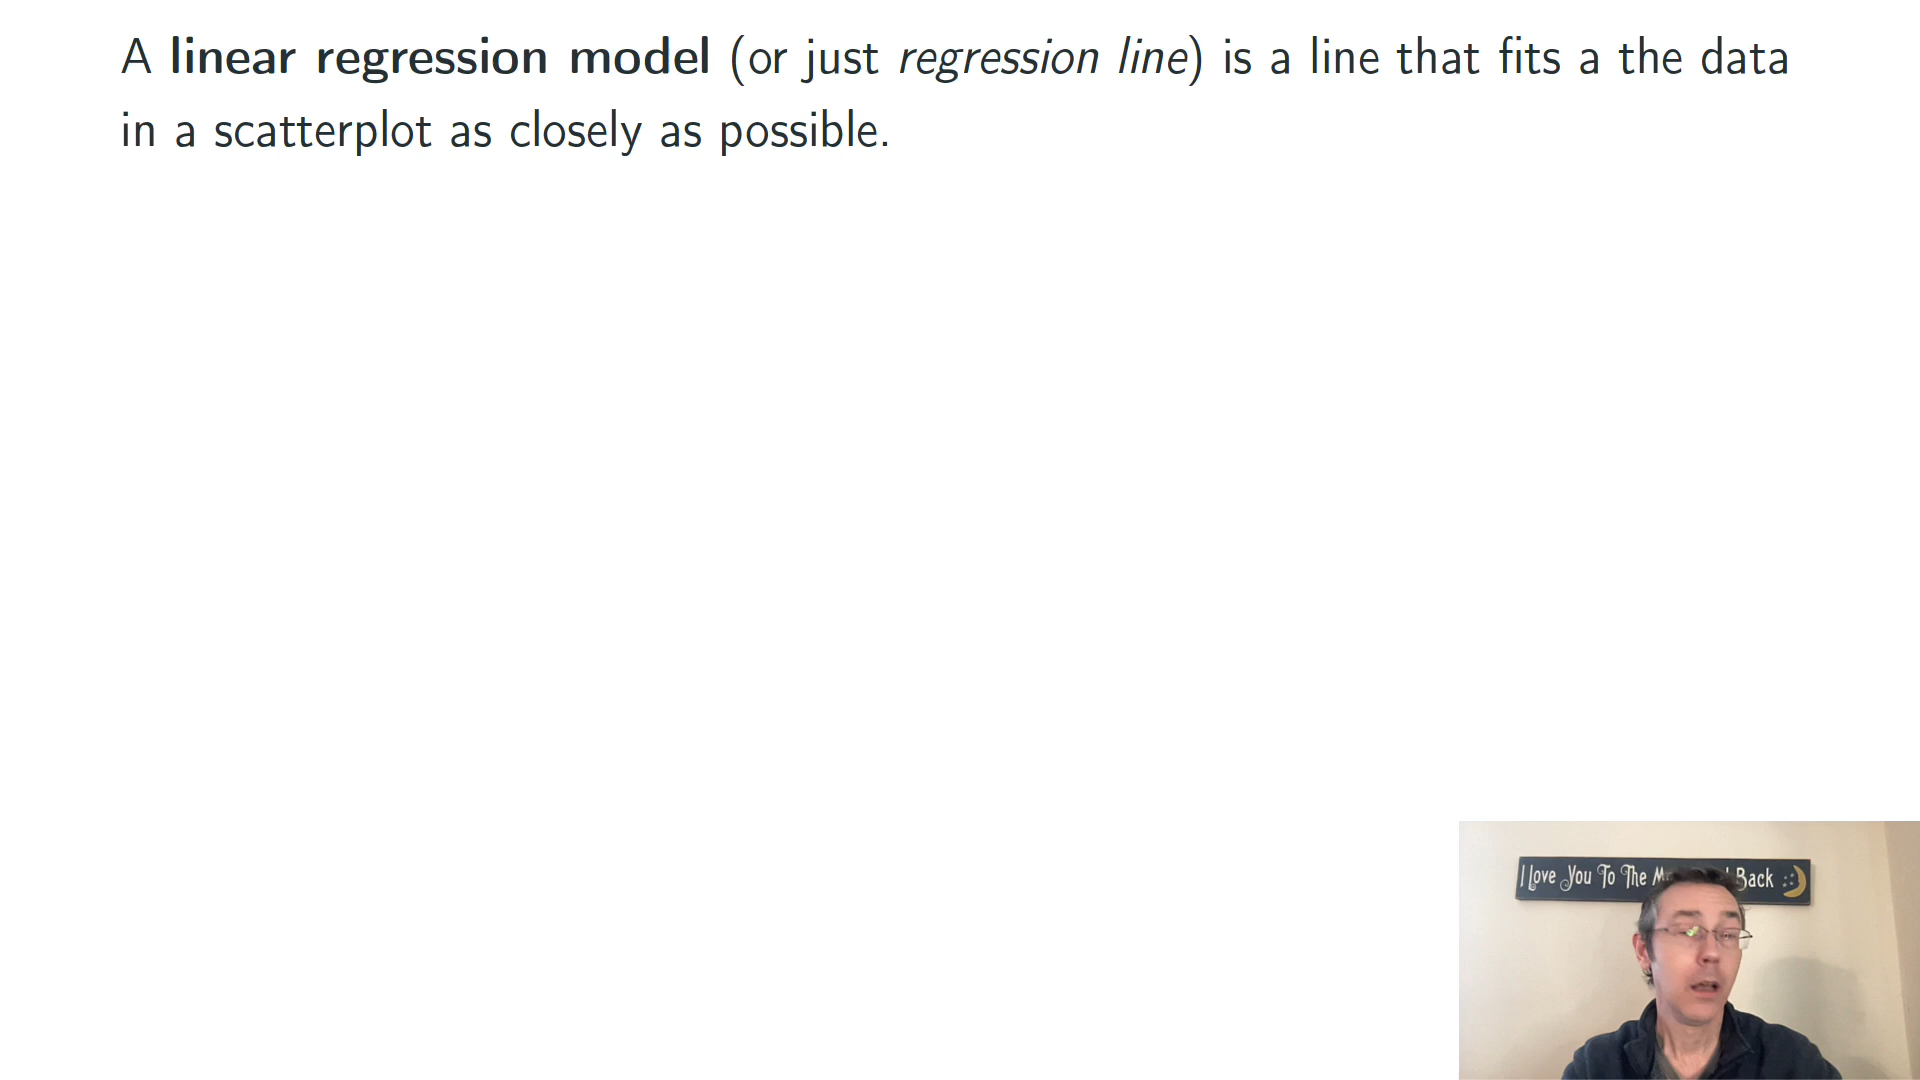 A linear regression model (or just regression line) is a line that fits a the data
in a scatterplot as closely as possible.
I Love You To The Back